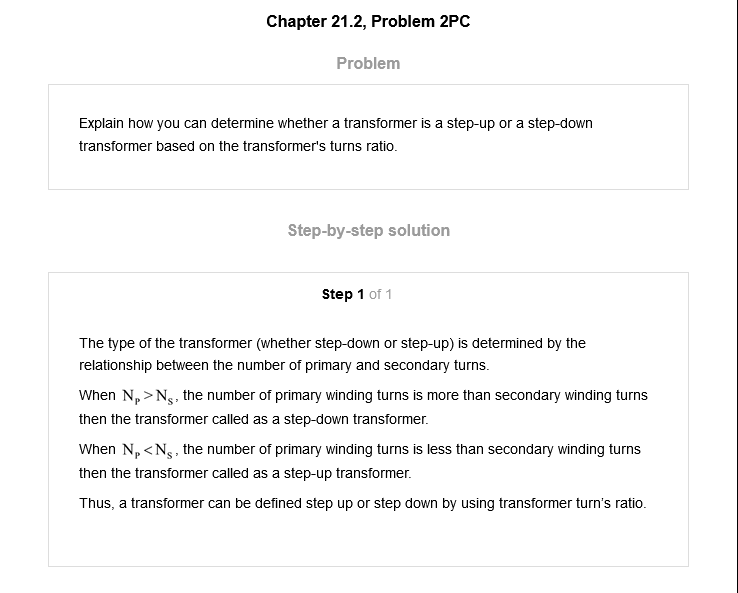 Chapter 21.2, Problem 2PC
Problem
Explain how you can determine whether a transformer is a step-up or a step-down
transformer based on the transformer's turns ratio.
Step-by-step solution
Step 1 of 1
The type of the transformer (whether step-down or step-up) is determined by the
relationship between the number of primary and secondary turns.
When N_P > N_S, the number of primary winding turns is more than secondary winding turns
then the transformer called as a step-down transformer.
When N_P < N_S, the number of primary winding turns is less than secondary winding turns
then the transformer called as a step-up transformer.
Thus, a transformer can be defined step up or step down by using transformer turn’s ratio.